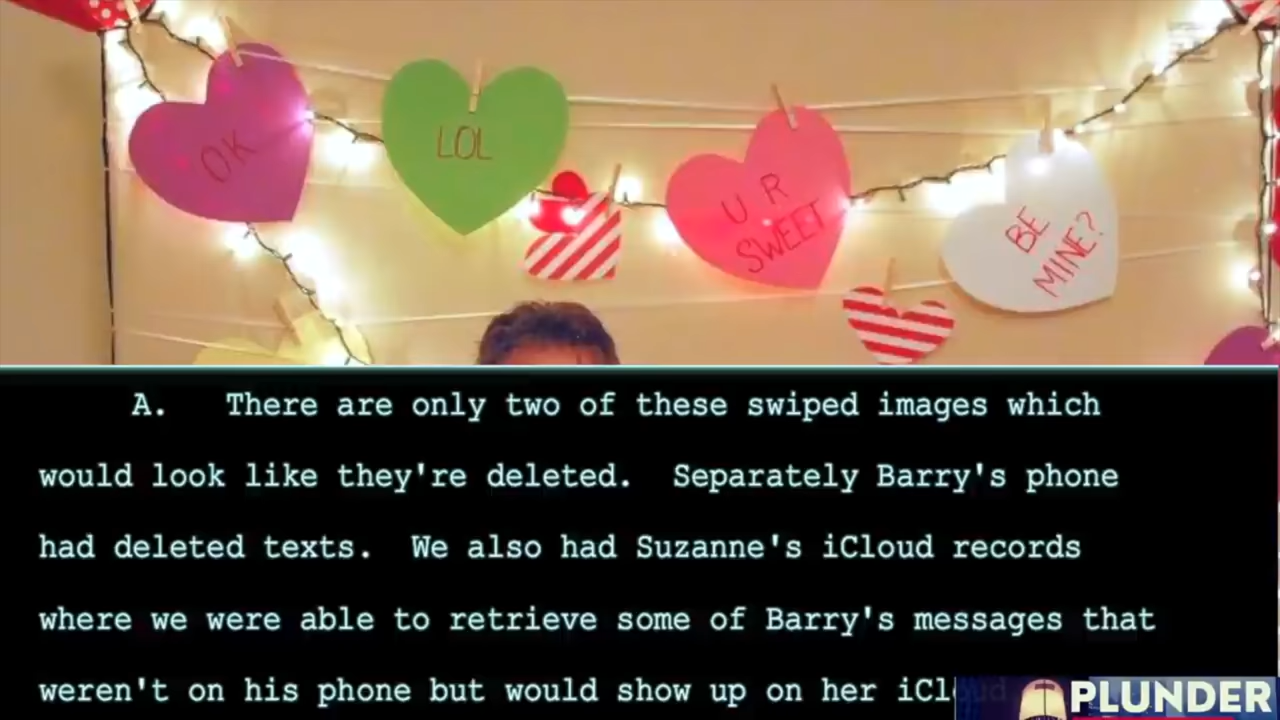 OK
LOL
U R
SWEET
BE
MINE?
A. There are only two of these swiped images which
would look like they're deleted. Separately Barry's phone
had deleted texts. We also had Suzanne's iCloud records
where we were able to retrieve some of Barry's messages that
weren't on his phone but would show up on her iCloud
PLUNDER